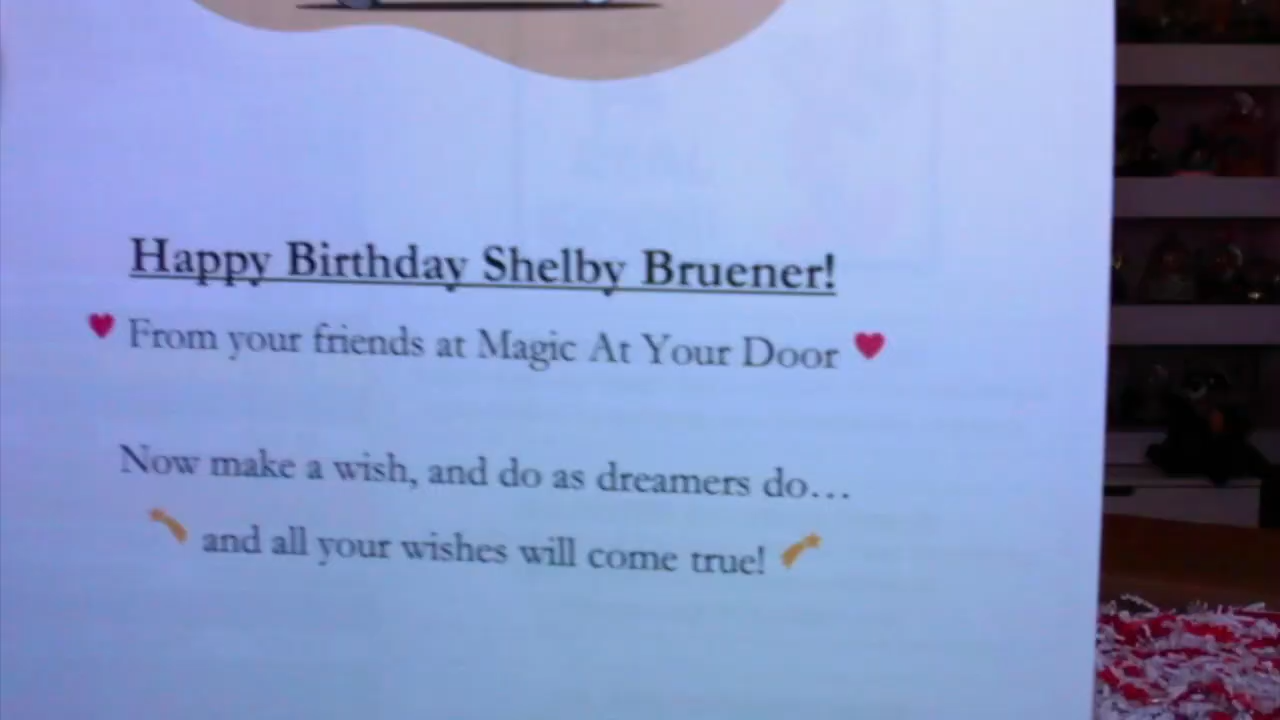 Happy Birthday Shelby Bruener!
♥ From your friends at Magic At Your Door ♥
Now make a wish, and do as dreamers do…
and all your wishes will come true!